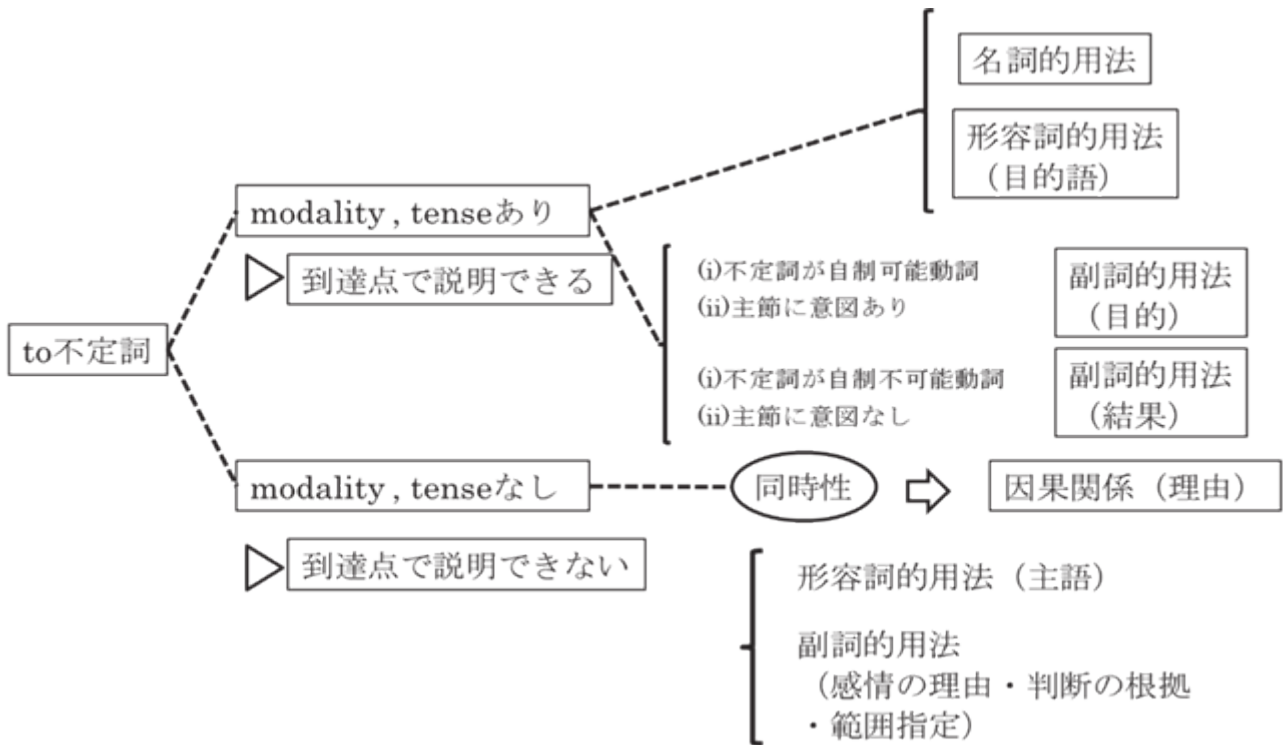 名詞的用法
形容詞的用法
（目的語）
modality , tenseあり
到達点で説明できる
(i)不定詞が自制可能動詞
(ii)主節に意図あり
副詞的用法
（目的）
to不定詞
(i)不定詞が自制不可能動詞
(ii)主節に意図なし
副詞的用法
（結果）
modality , tenseなし
同時性
因果関係（理由）
到達点で説明できない
形容詞的用法（主語）
副詞的用法
（感情の理由・判断の根拠
・範囲指定）